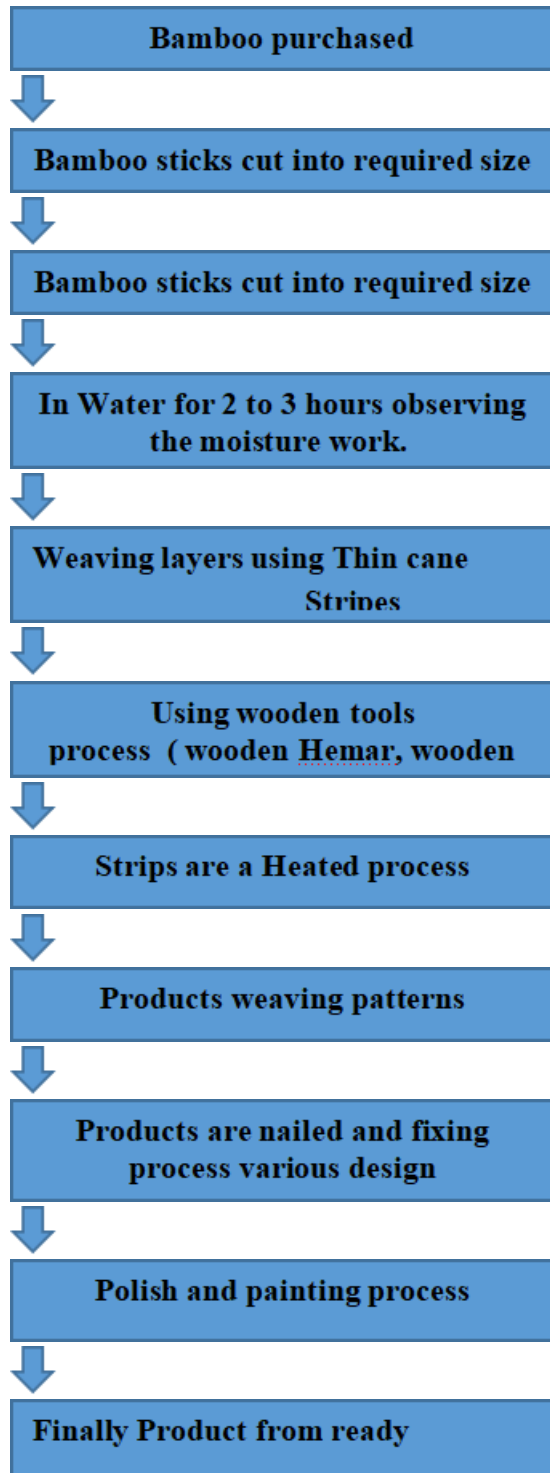 Bamboo purchased
Bamboo sticks cut into required size
Bamboo sticks cut into required size
In Water for 2 to 3 hours observing
the moisture work.
Weaving layers using Thin cane
Stripes
Using wooden tools
process ( wooden Hemar, wooden
Strips are a Heated process
Products weaving patterns
Products are nailed and fixing
process various design
Polish and painting process
Finally Product from ready